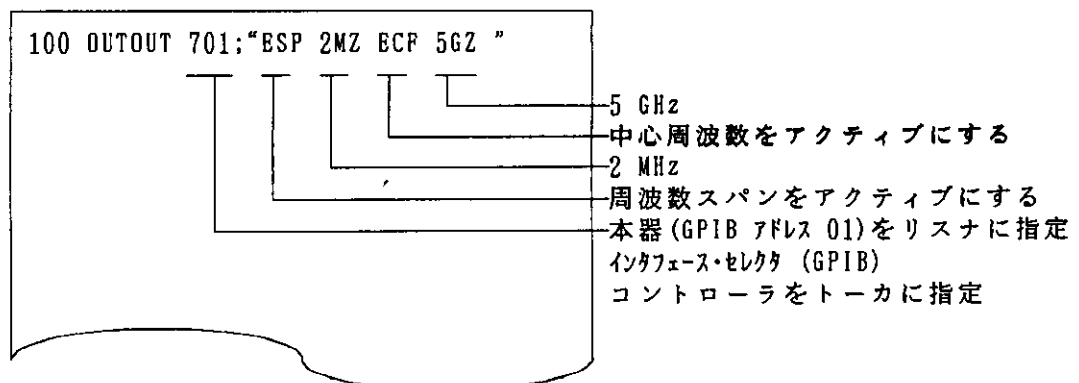 100 OUTOUT 701;“ESP 2MZ ECF 5GZ ”
5 GHz
中心周波数をアクティブにする
2 MHz
周波数スパンをアクティブにする
本器(GPIB アドレス 01)をリスナに指定
インタフェース・セレクタ (GPIB)
コントローラをトーカに指定